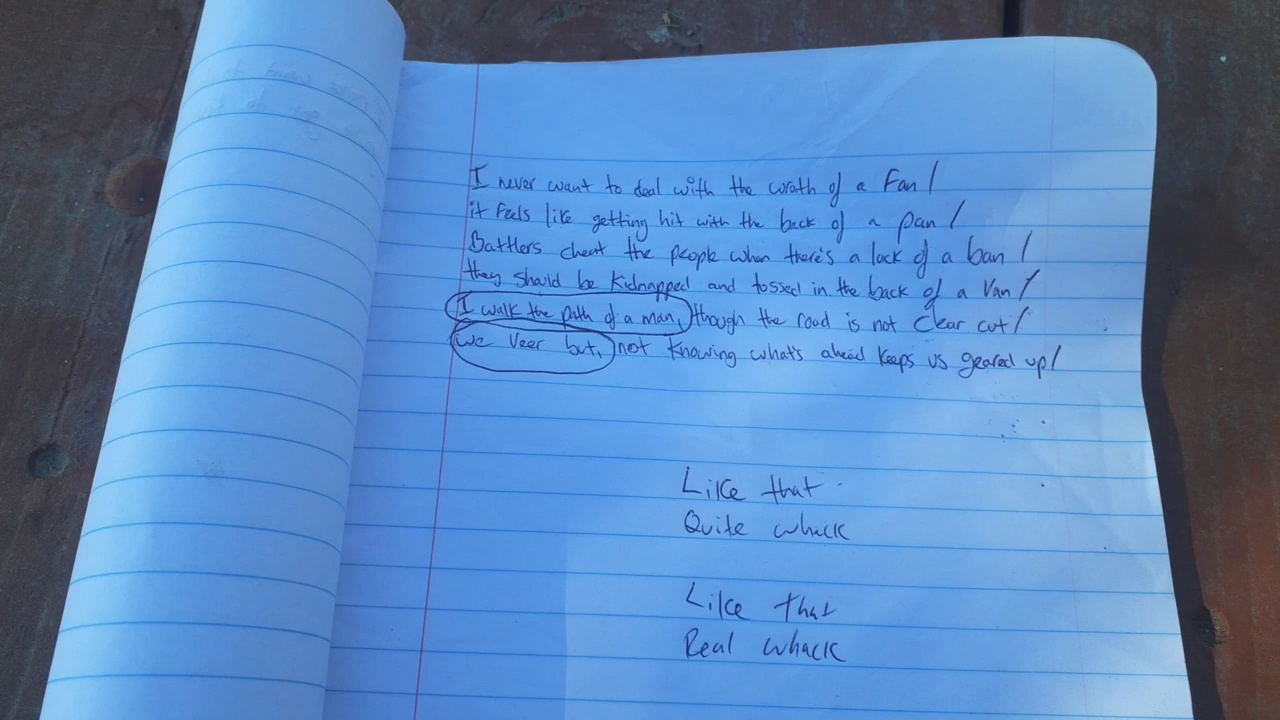 I never want to deal with the wrath of a Fan /
it feels like getting hit with the back of a pan /
Battlers cheat the people when there's a lack of a ban /
they should be kidnapped and tossed in the back of a Van /
I walk the path of a man, though the road is not clear cut /
we veer but, not knowing what's ahead keeps us geared up /
Like that
Quite whack
Like that
Real whack